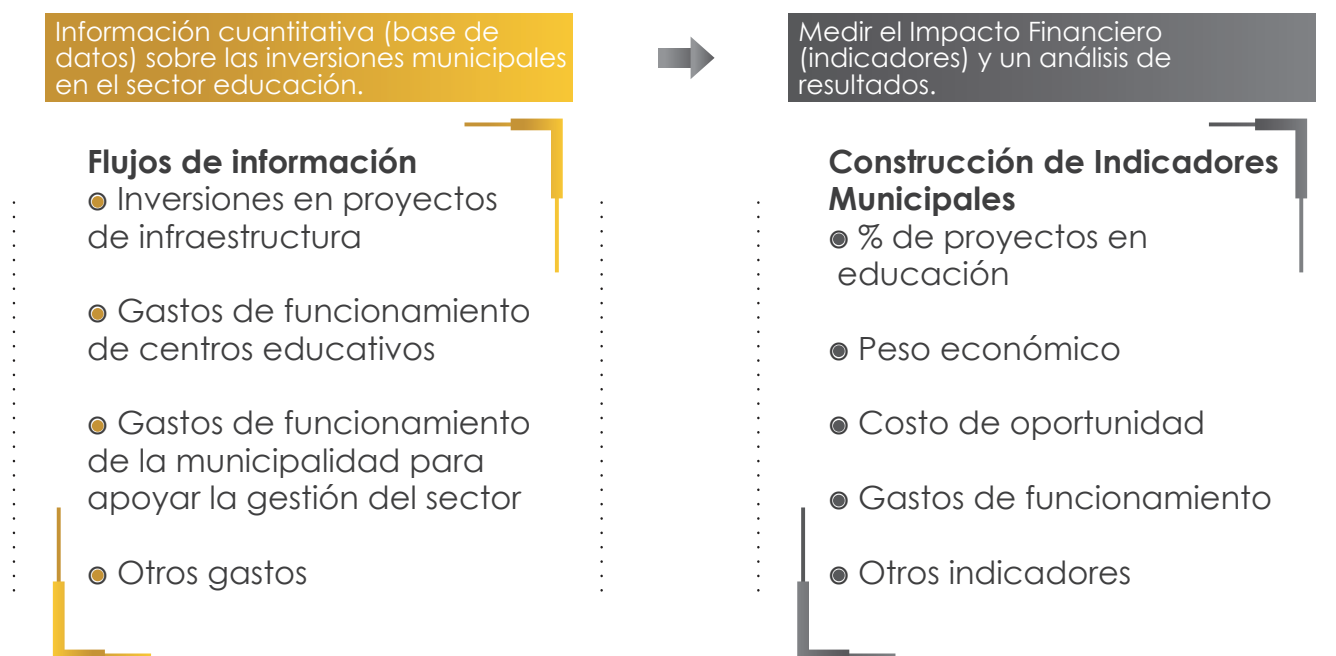 Información cuantitativa (base de
datos) sobre las inversiones municipales
en el sector educación.
Flujos de información
◉ Inversiones en proyectos
de infraestructura
◉ Gastos de funcionamiento
de centros educativos
◉ Gastos de funcionamiento
de la municipalidad para
apoyar la gestión del sector
◉ Otros gastos
Medir el Impacto Financiero
(indicadores) y un análisis de
resultados.
Construcción de Indicadores
Municipales
◉ % de proyectos en
educación
◉ Peso económico
◉ Costo de oportunidad
◉ Gastos de funcionamiento
◉ Otros indicadores